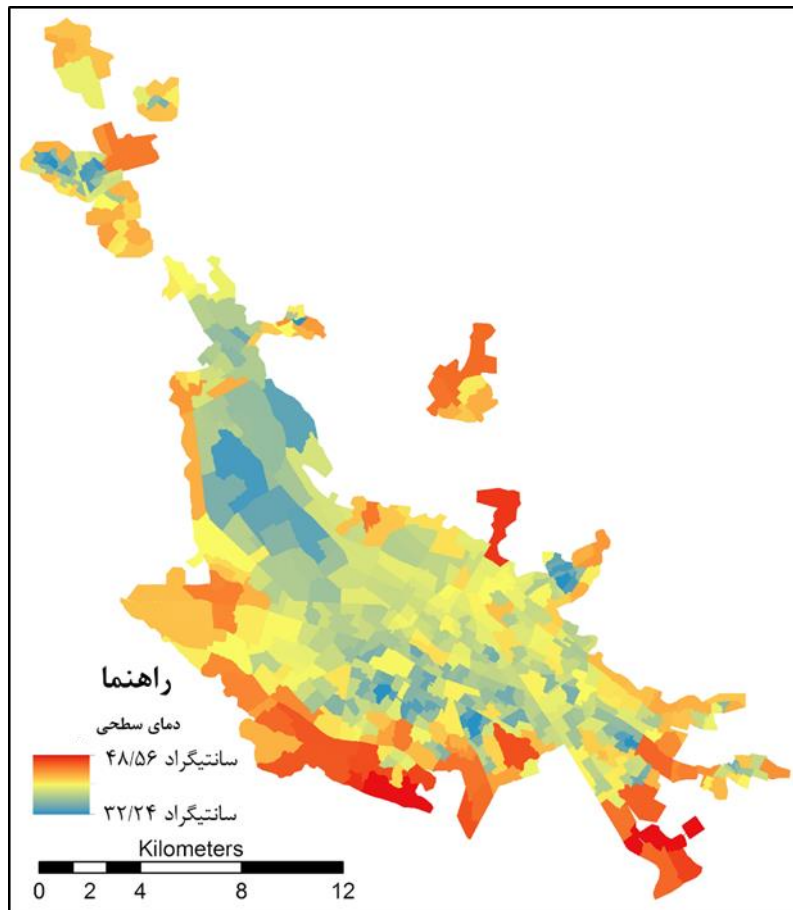 راهنما
دمای سطحی
۴۸/۵۶ سانتیگراد
۳۲/۲۴ سانتیگراد
Kilometers
0 2 4 8 12